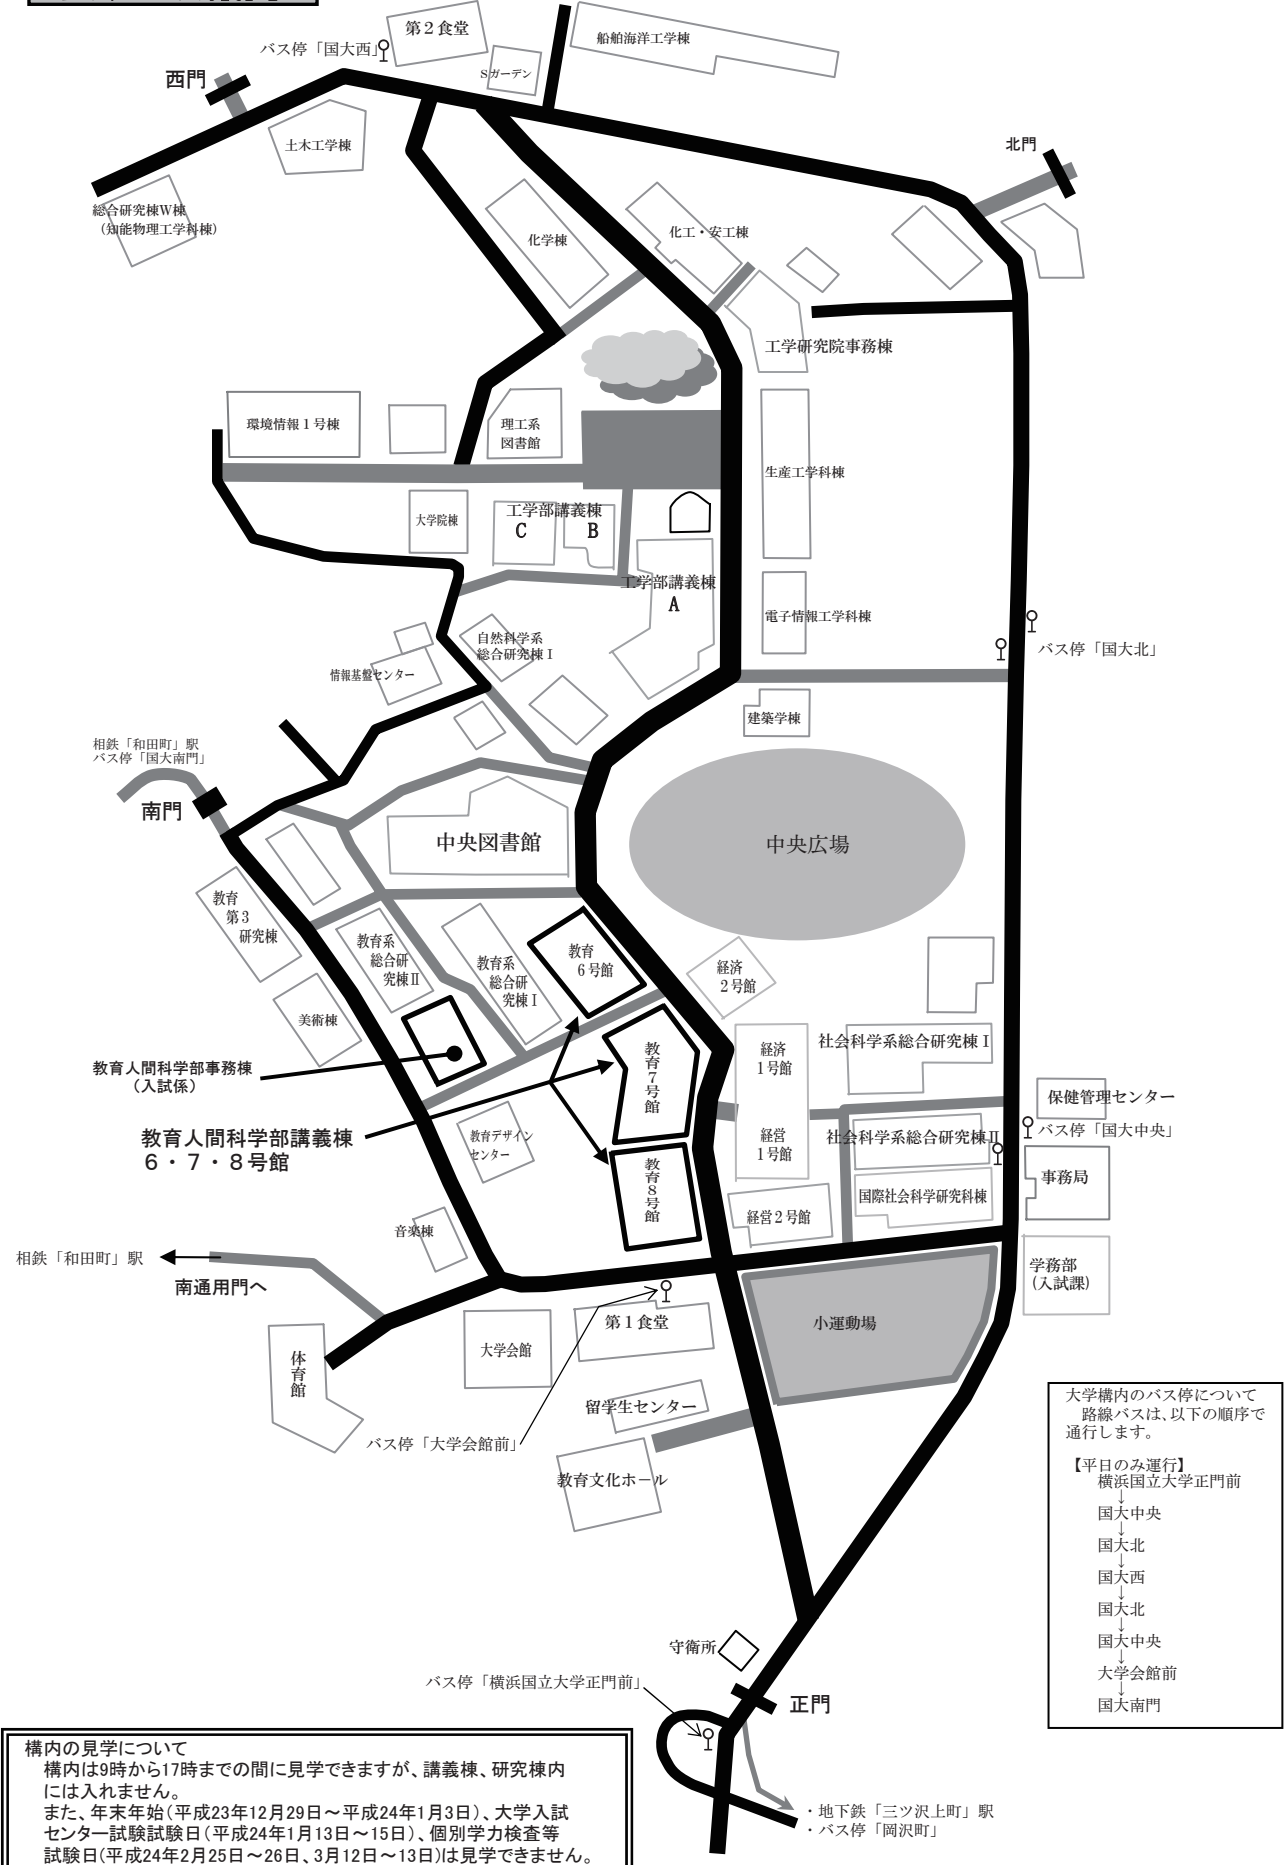 第２食堂
バス停「国大西」
船舶海洋工学棟
Sガーデン
西門
土木工学棟
北門
総合研究棟W棟
（知能物理工学科棟）
化学棟
化工・安工棟
工学研究院事務棟
環境情報１号棟
理工系
図書館
生産工学科棟
大学院棟
工学部講義棟
C
B
工学部講義棟
A
電子情報工学科棟
自然科学系
総合研究棟Ⅰ
バス停「国大北」
情報基盤センター
建築学棟
相鉄「和田町」駅
バス停「国大南門」
南門
中央図書館
中央広場
教育
第３
研究棟
教育系
総合研
究棟Ⅱ
教育系
総合研
究棟Ⅰ
教育
６号館
経済
２号館
美術棟
教育人間科学部事務棟
（入試係）
教育７号館
経済
１号館
社会科学系総合研究棟Ⅰ
保健管理センター
教育人間科学部講義棟
６・７・８号館
教育デザイン
センター
経営
１号館
社会科学系総合研究棟Ⅱ
バス停「国大中央」
教育８号館
事務局
国際社会科学研究科棟
音楽棟
経営２号館
相鉄「和田町」駅
南通用門へ
学務部
（入試課）
小運動場
第１食堂
大学会館
体育館
留学生センター
バス停「大学会館前」
教育文化ホール
大学構内のバス停について
路線バスは、以下の順序で
通行します。
【平日のみ運行】
横浜国立大学正門前
↓
国大中央
↓
国大北
↓
国大西
↓
国大北
↓
国大中央
↓
大学会館前
↓
国大南門
守衛所
バス停「横浜国立大学正門前」
正門
・地下鉄「三ツ沢上町」駅
・バス停「岡沢町」
構内の見学について
構内は9時から17時までの間に見学できますが、講義棟、研究棟内
には入れません。
また、年末年始（平成23年12月29日～平成24年1月3日）、大学入試
センター試験試験日（平成24年1月13日～15日）、個別学力検査等
試験日（平成24年2月25日～26日、3月12日～13日）は見学できません。